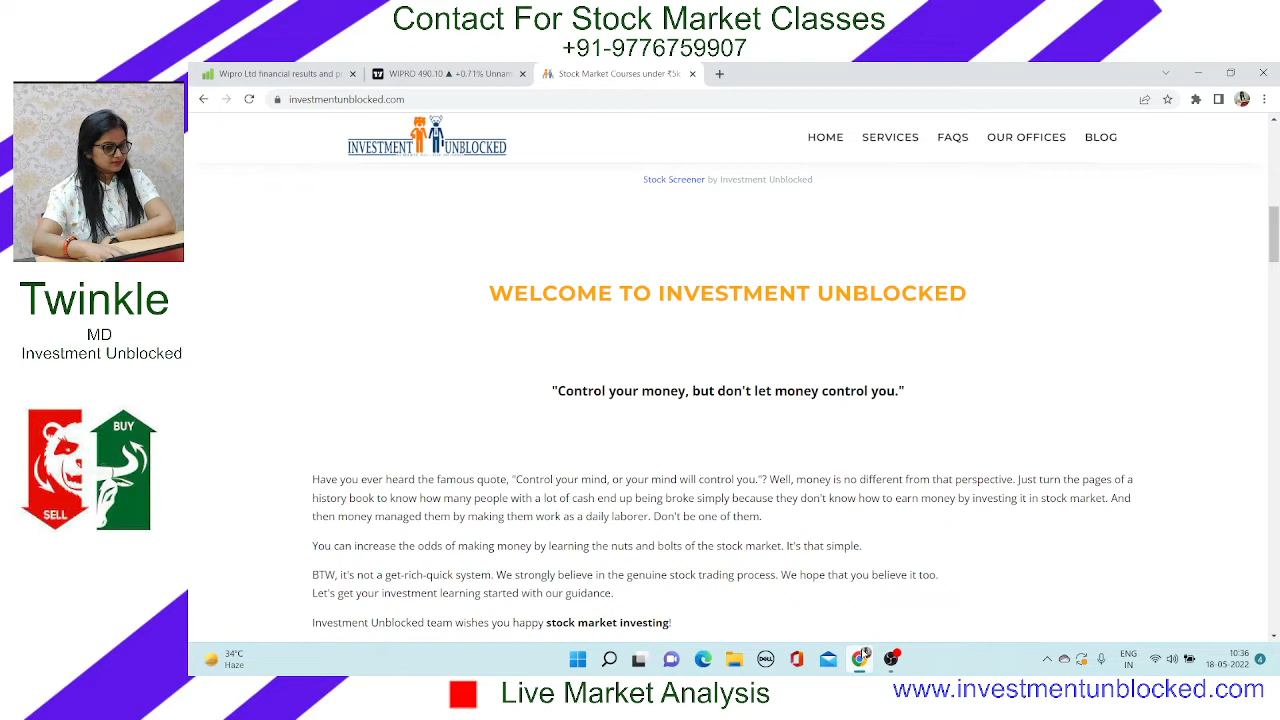 Contact For Stock Market Classes
+91-9776759907
Wipro Ltd financial results and pr
WIPRO 490.10 ▲ +0.71% Unnam
Stock Market Courses under ₹5k
investmentunblocked.com
INVESTMENT UNBLOCKED
HOME
SERVICES
FAQS
OUR OFFICES
BLOG
Stock Screener by Investment Unblocked
WELCOME TO INVESTMENT UNBLOCKED
"Control your money, but don't let money control you."
Have you ever heard the famous quote, "Control your mind, or your mind will control you."? Well, money is no different from that perspective. Just turn the pages of a
history book to know how many people with a lot of cash end up being broke simply because they don't know how to earn money by investing it in stock market. And
then money managed them by making them work as a daily laborer. Don't be one of them.
You can increase the odds of making money by learning the nuts and bolts of the stock market. It's that simple.
BTW, it's not a get-rich-quick system. We strongly believe in the genuine stock trading process. We hope that you believe it too.
Let's get your investment learning started with our guidance.
Investment Unblocked team wishes you happy stock market investing!
Twinkle
MD
Investment Unblocked
BUY
SELL
34°C
Haze
DELL
ENG
IN
10:36
18-05-2022
4
Live Market Analysis
www.investmentunblocked.com